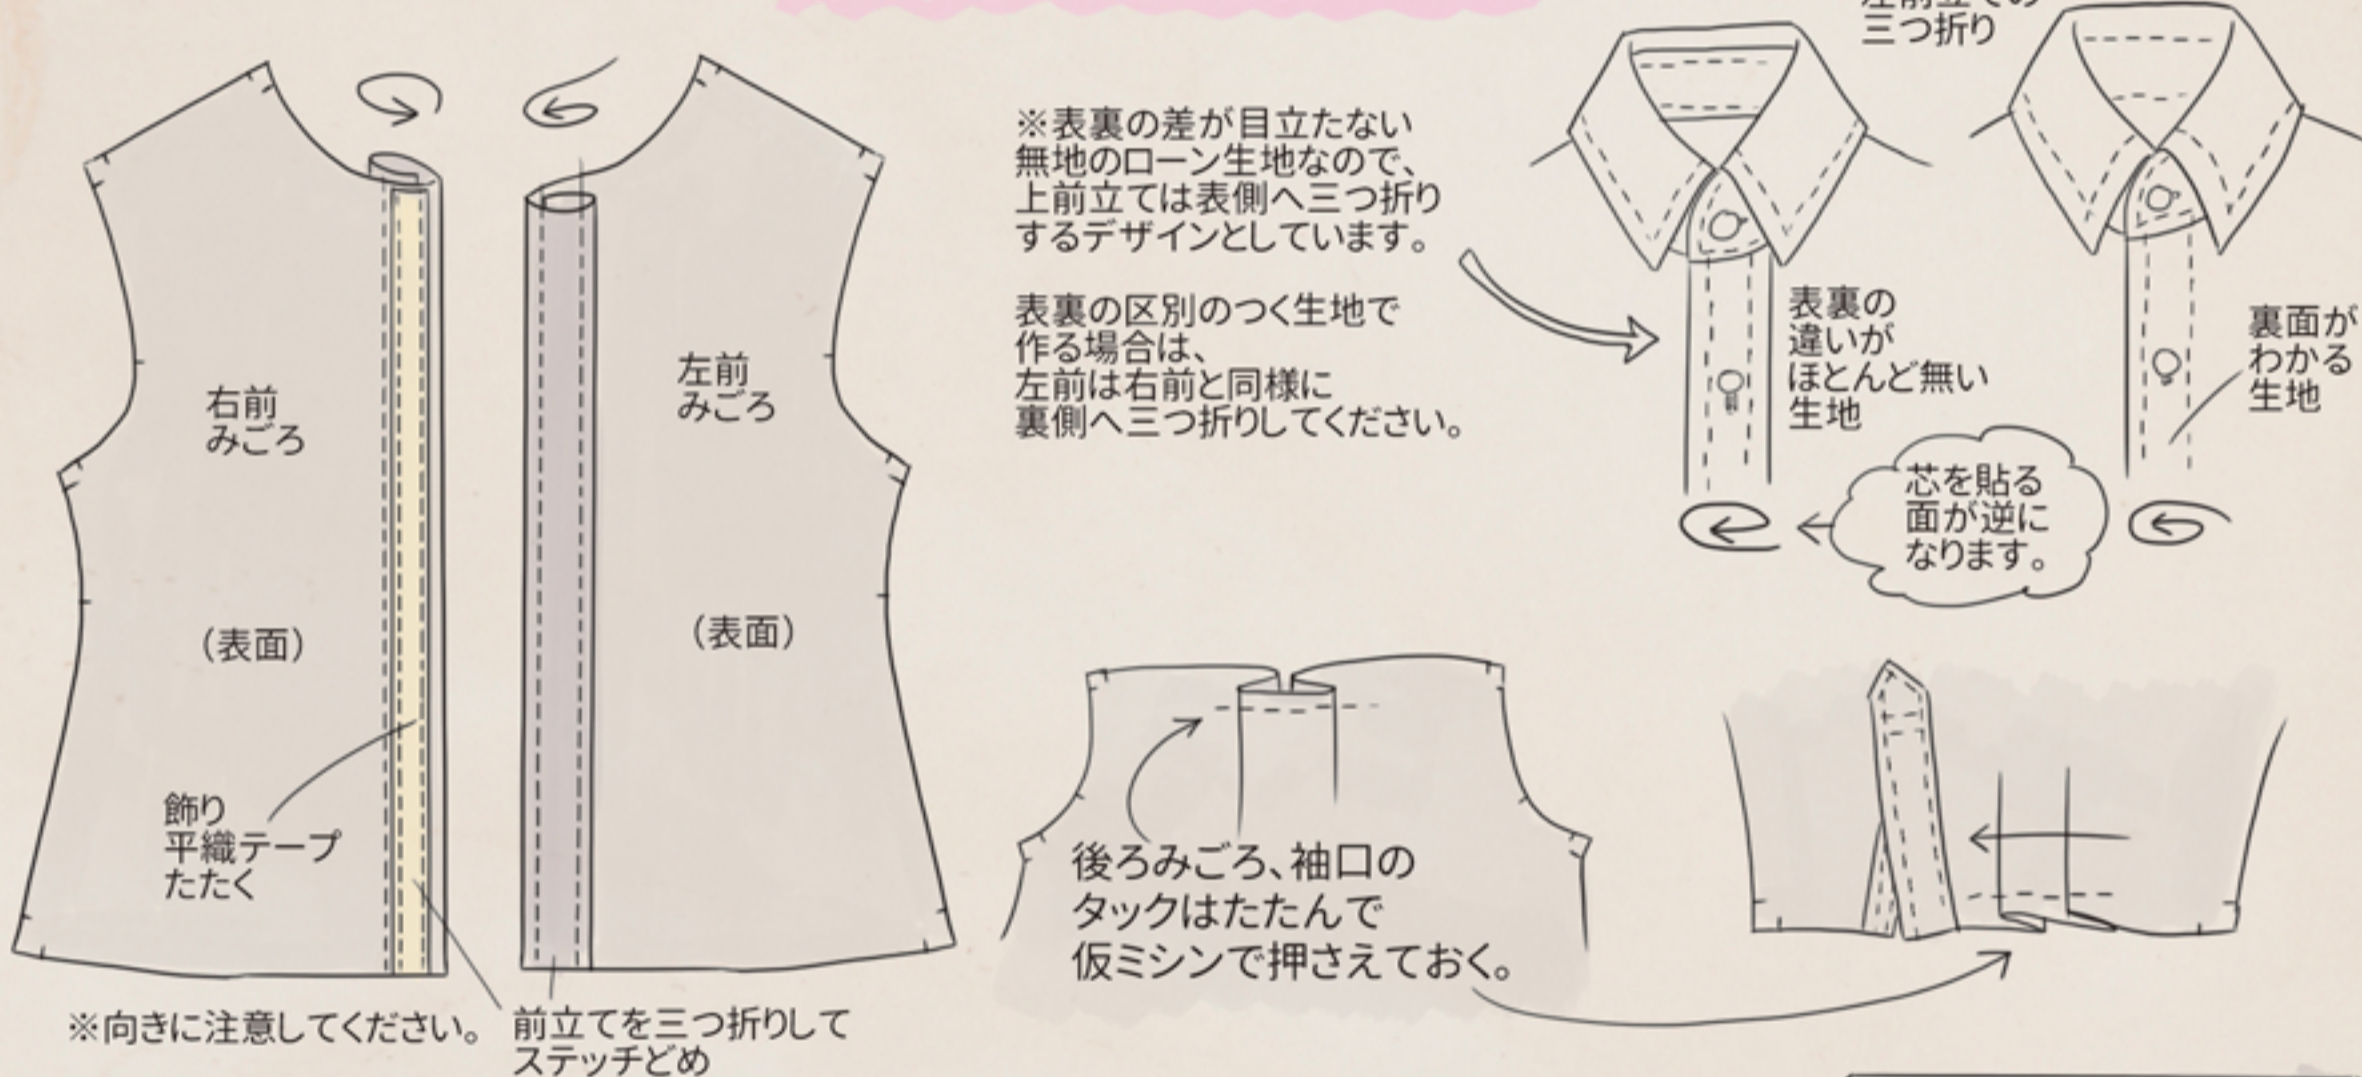 右前
みごろ
(表面)
飾り
平織テープ
たたく
※向きに注意してください。
左前
みごろ
(表面)
前立てを三つ折りして
ステッチどめ
※表裏の差が目立たない
無地のローン生地なので、
上前立ては表側へ三つ折り
するデザインとしています。
表裏の区別のつく生地で
作る場合は、
左前は右前と同様に
裏側へ三つ折りしてください。
表裏の
違いが
ほとんど無い
生地
三つ折り
裏面が
わかる
生地
芯を貼る
面が逆に
なります。
後ろみごろ、袖口の
タックはたたんで
仮ミシンで押さえておく。